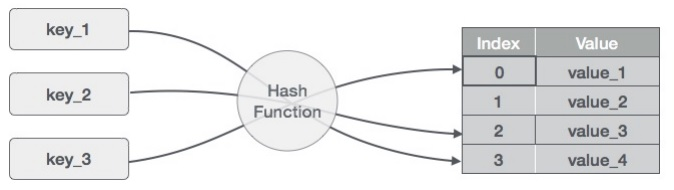 key_1
key_2
key_3
Hash
Function
Index Value
0 value_1
1 value_2
2 value_3
3 value_4